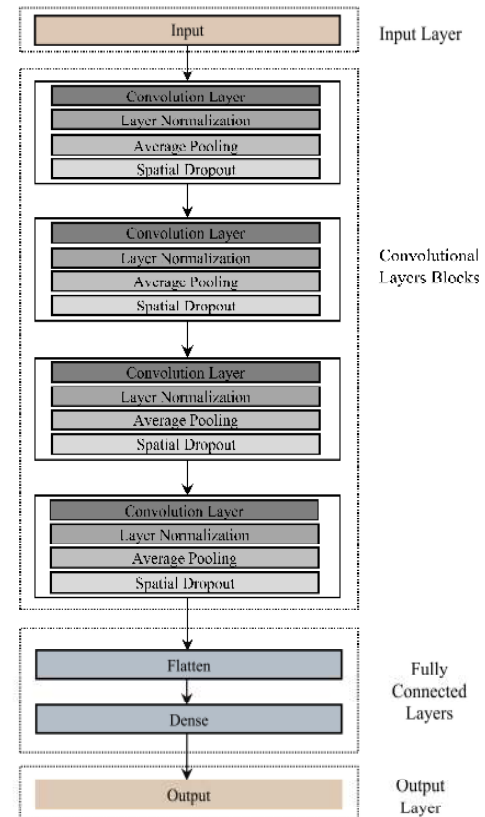 Input
Input Layer
Convolution Layer
Layer Normalization
Average Pooling
Spatial Dropout
Convolution Layer
Layer Normalization
Average Pooling
Spatial Dropout
Convolutional
Layers Blocks
Convolution Layer
Layer Normalization
Average Pooling
Spatial Dropout
Convolution Layer
Layer Normalization
Average Pooling
Spatial Dropout
Flatten
Dense
Fully
Connected
Layers
Output
Output
Layer